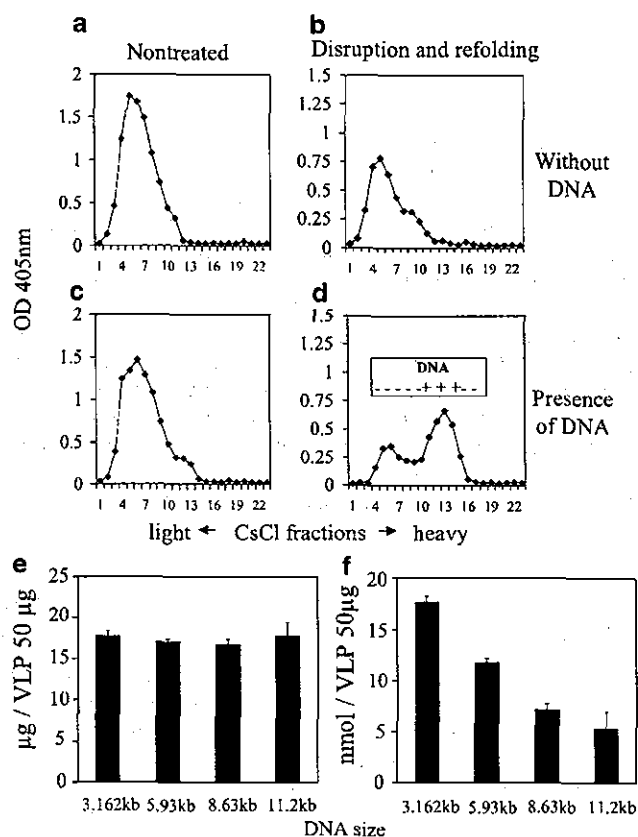 a
Nontreated
b
Disruption and refolding
2
1.5
1
0.5
0
1 4 7 10 13 16 19 22
1.5
1
0.75
0.5
0.25
0
1 4 7 10 13 16 19 22
Without
DNA
OD 405nm
c
2
1.5
1
0.5
0
1 4 7 10 13 16 19 22
d
1.5
1
0.75
0.5
0.25
0
DNA
- - - - - - + + + - -
1 4 7 10 13 16 19 22
Presence
of DNA
light ← CsCl fractions → heavy
e
25
20
15
10
5
0
μg / VLP 50 μg
3.162kb 5.93kb 8.63kb 11.2kb
f
20
15
10
5
0
nmol / VLP 50μg
3.162kb 5.93kb 8.63kb 11.2kb
DNA size